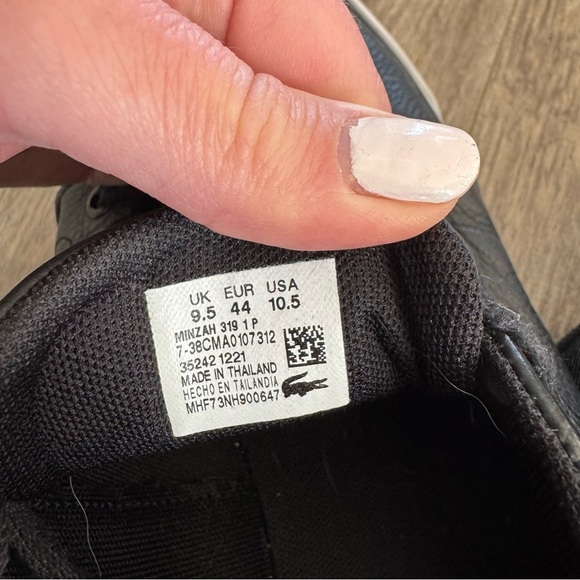 UK EUR USA
9.5 44 10.5
MINZAH 319 1 P
7-38CMA0107312
35242 1221
MADE IN THAILAND
HECHO EN TAILANDIA
MHF73NH900647